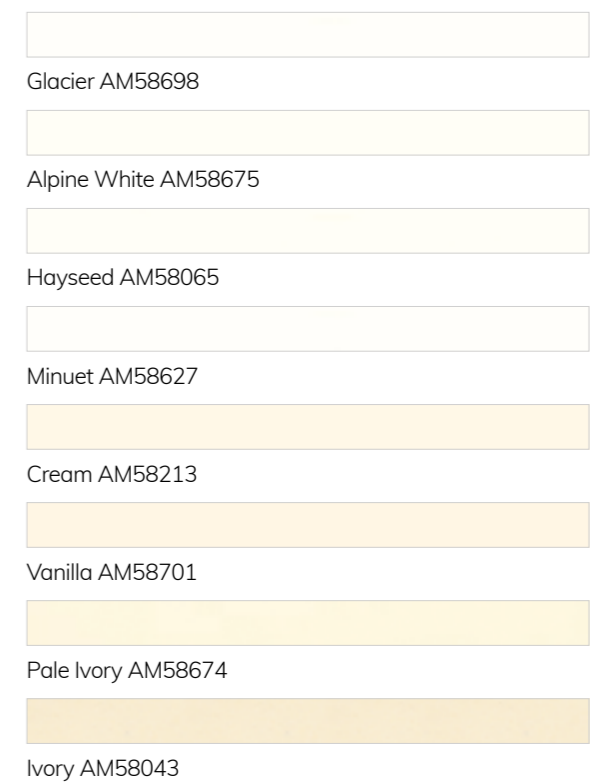 Glacier AM58698
Alpine White AM58675
Hayseed AM58065
Minuet AM58627
Cream AM58213
Vanilla AM58701
Pale Ivory AM58674
Ivory AM58043